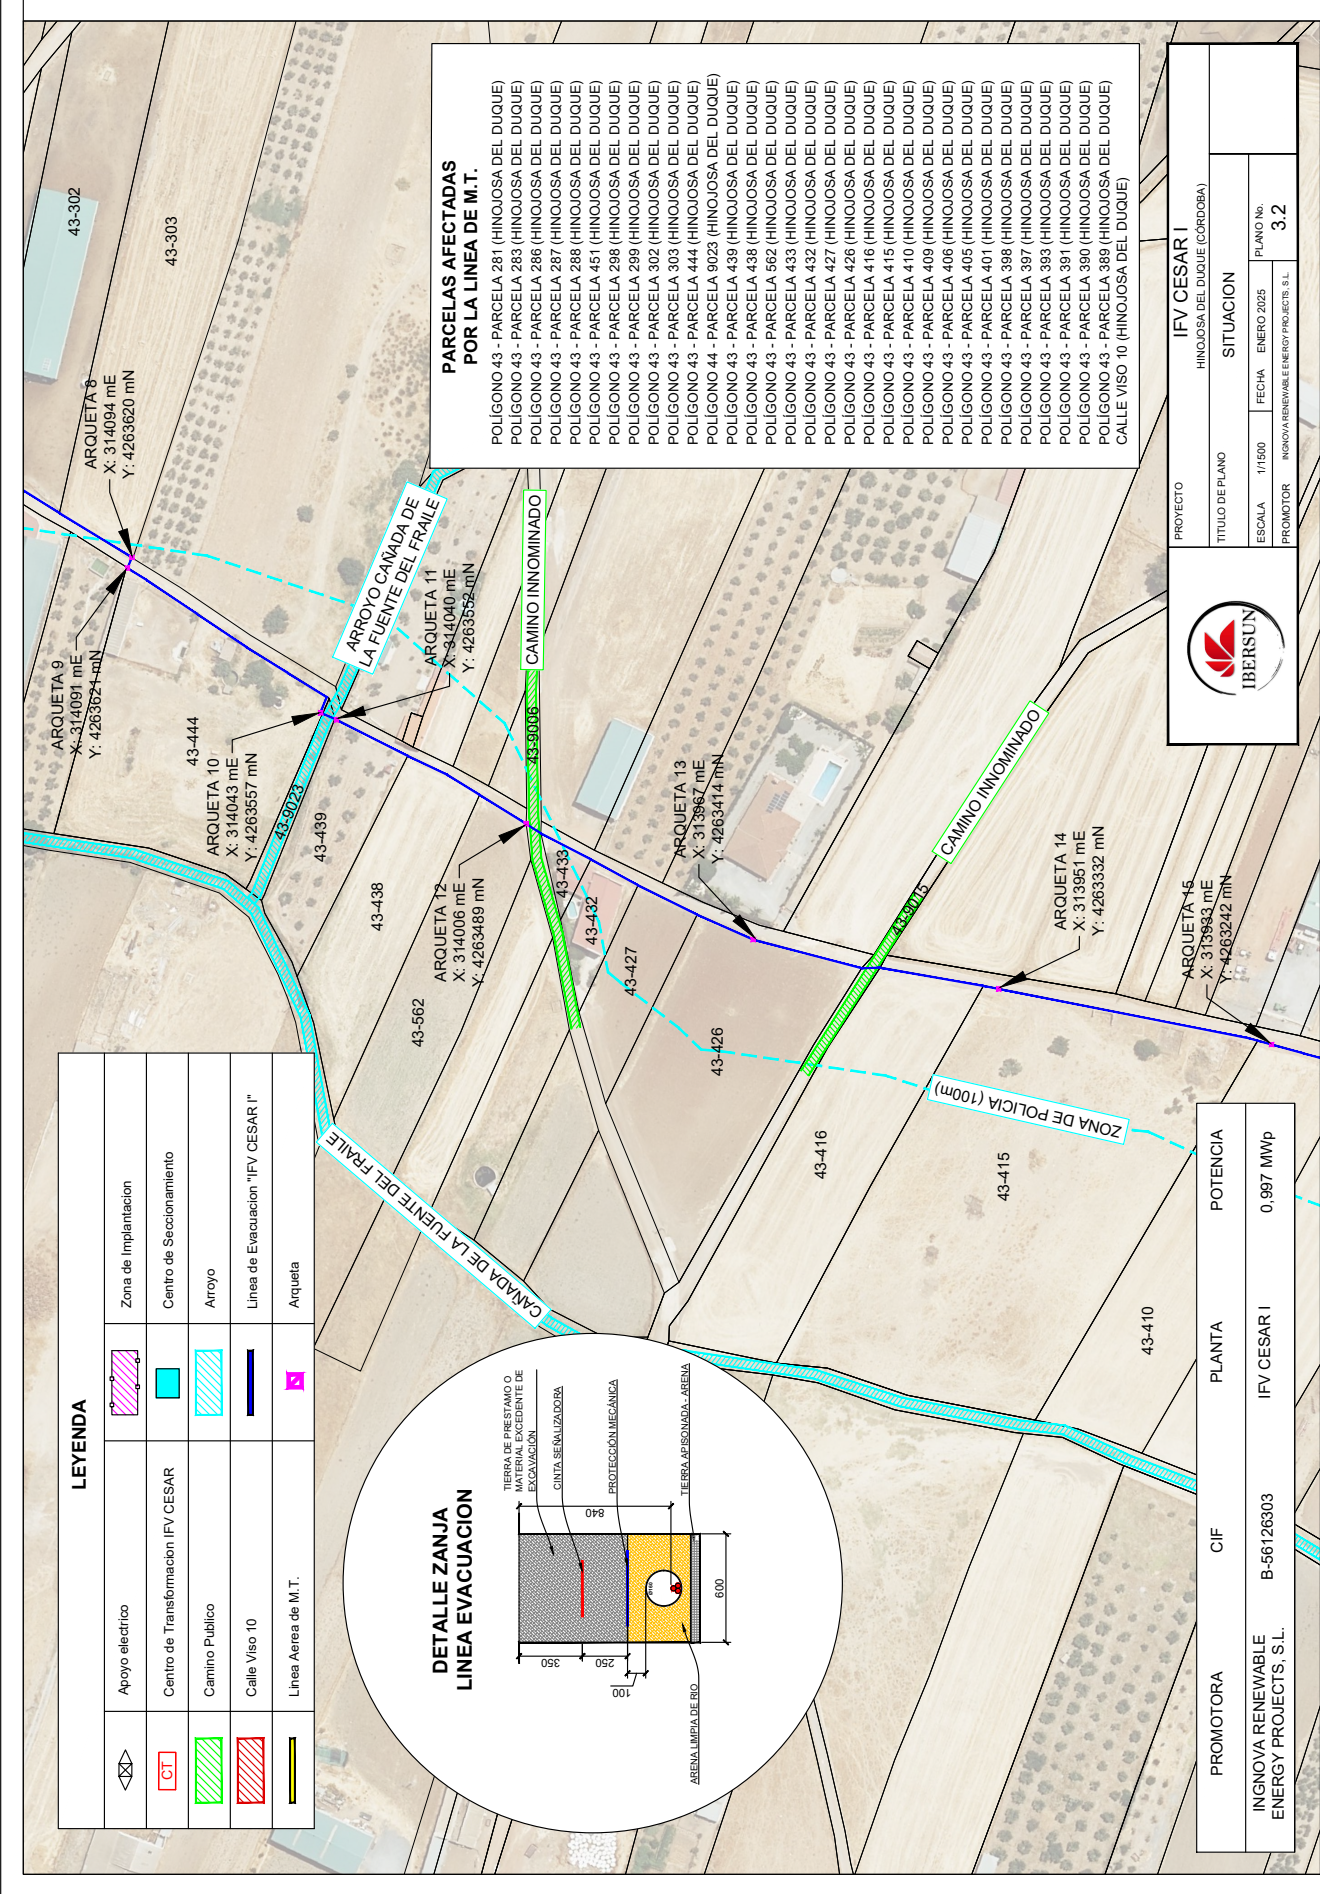 LEYENDA
Apoyo electrico
Zona de Implantacion
CT
Centro de Transformacion IFV CESAR
Centro de Seccionamiento
Camino Publico
Arroyo
Calle Viso 10
Linea de Evacuacion "IFV CESAR I"
Linea Aerea de M.T.
Arqueta
DETALLE ZANJA
LINEA EVACUACION
TIERRA DE PRESTAMO O
MATERIAL EXCEDENTE DE
EXCAVACIÓN
CINTA SEÑALIZADORA
PROTECCIÓN MECÁNICA
TIERRA APISONADA - ARENA
ARENA LIMPIA DE RIO
350
250
100
840
600
Ø160
PROMOTORA
CIF
PLANTA
POTENCIA
INGNOVA RENEWABLE
ENERGY PROJECTS, S.L.
B-56126303
IFV CESAR I
0,997 MWp
CAÑADA DE LA FUENTE DEL FRAILE
ZONA DE POLICIA (100m)
ARQUETA 9
X: 314091 mE
Y: 4263621 mN
ARQUETA 8
X: 314094 mE
Y: 4263620 mN
43-302
43-303
43-444
ARQUETA 10
X: 314043 mE
Y: 4263557 mN
43-9023
43-439
43-438
43-562
ARROYO CAÑADA DE
LA FUENTE DEL FRAILE
ARQUETA 11
X: 314040 mE
Y: 4263552 mN
ARQUETA 12
X: 314006 mE
Y: 4263489 mN
CAMINO INNOMINADO
43-9006
43-433
43-432
43-427
43-426
ARQUETA 13
X: 313967 mE
Y: 4263414 mN
43-416
43-415
43-410
CAMINO INNOMINADO
43-9015
ARQUETA 14
X: 313951 mE
Y: 4263332 mN
ARQUETA 15
X: 313933 mE
Y: 4263242 mN
PARCELAS AFECTADAS
POR LA LINEA DE M.T.
POLÍGONO 43 - PARCELA 281 (HINOJOSA DEL DUQUE)
POLÍGONO 43 - PARCELA 283 (HINOJOSA DEL DUQUE)
POLÍGONO 43 - PARCELA 286 (HINOJOSA DEL DUQUE)
POLÍGONO 43 - PARCELA 287 (HINOJOSA DEL DUQUE)
POLÍGONO 43 - PARCELA 288 (HINOJOSA DEL DUQUE)
POLÍGONO 43 - PARCELA 451 (HINOJOSA DEL DUQUE)
POLÍGONO 43 - PARCELA 298 (HINOJOSA DEL DUQUE)
POLÍGONO 43 - PARCELA 299 (HINOJOSA DEL DUQUE)
POLÍGONO 43 - PARCELA 302 (HINOJOSA DEL DUQUE)
POLÍGONO 43 - PARCELA 303 (HINOJOSA DEL DUQUE)
POLÍGONO 43 - PARCELA 444 (HINOJOSA DEL DUQUE)
POLÍGONO 44 - PARCELA 9023 (HINOJOSA DEL DUQUE)
POLÍGONO 43 - PARCELA 439 (HINOJOSA DEL DUQUE)
POLÍGONO 43 - PARCELA 438 (HINOJOSA DEL DUQUE)
POLÍGONO 43 - PARCELA 562 (HINOJOSA DEL DUQUE)
POLÍGONO 43 - PARCELA 433 (HINOJOSA DEL DUQUE)
POLÍGONO 43 - PARCELA 432 (HINOJOSA DEL DUQUE)
POLÍGONO 43 - PARCELA 427 (HINOJOSA DEL DUQUE)
POLÍGONO 43 - PARCELA 426 (HINOJOSA DEL DUQUE)
POLÍGONO 43 - PARCELA 416 (HINOJOSA DEL DUQUE)
POLÍGONO 43 - PARCELA 415 (HINOJOSA DEL DUQUE)
POLÍGONO 43 - PARCELA 410 (HINOJOSA DEL DUQUE)
POLÍGONO 43 - PARCELA 409 (HINOJOSA DEL DUQUE)
POLÍGONO 43 - PARCELA 406 (HINOJOSA DEL DUQUE)
POLÍGONO 43 - PARCELA 405 (HINOJOSA DEL DUQUE)
POLÍGONO 43 - PARCELA 401 (HINOJOSA DEL DUQUE)
POLÍGONO 43 - PARCELA 398 (HINOJOSA DEL DUQUE)
POLÍGONO 43 - PARCELA 397 (HINOJOSA DEL DUQUE)
POLÍGONO 43 - PARCELA 393 (HINOJOSA DEL DUQUE)
POLÍGONO 43 - PARCELA 391 (HINOJOSA DEL DUQUE)
POLÍGONO 43 - PARCELA 390 (HINOJOSA DEL DUQUE)
POLÍGONO 43 - PARCELA 389 (HINOJOSA DEL DUQUE)
CALLE VISO 10 (HINOJOSA DEL DUQUE)
IBERSUN
PROYECTO
IFV CESAR I
HINOJOSA DEL DUQUE (CÓRDOBA)
TITULO DE PLANO
SITUACION
ESCALA
1/1500
FECHA
ENERO 2025
PLANO No.
3.2
PROMOTOR
INGNOVA RENEWABLE ENERGY PROJECTS, S.L.